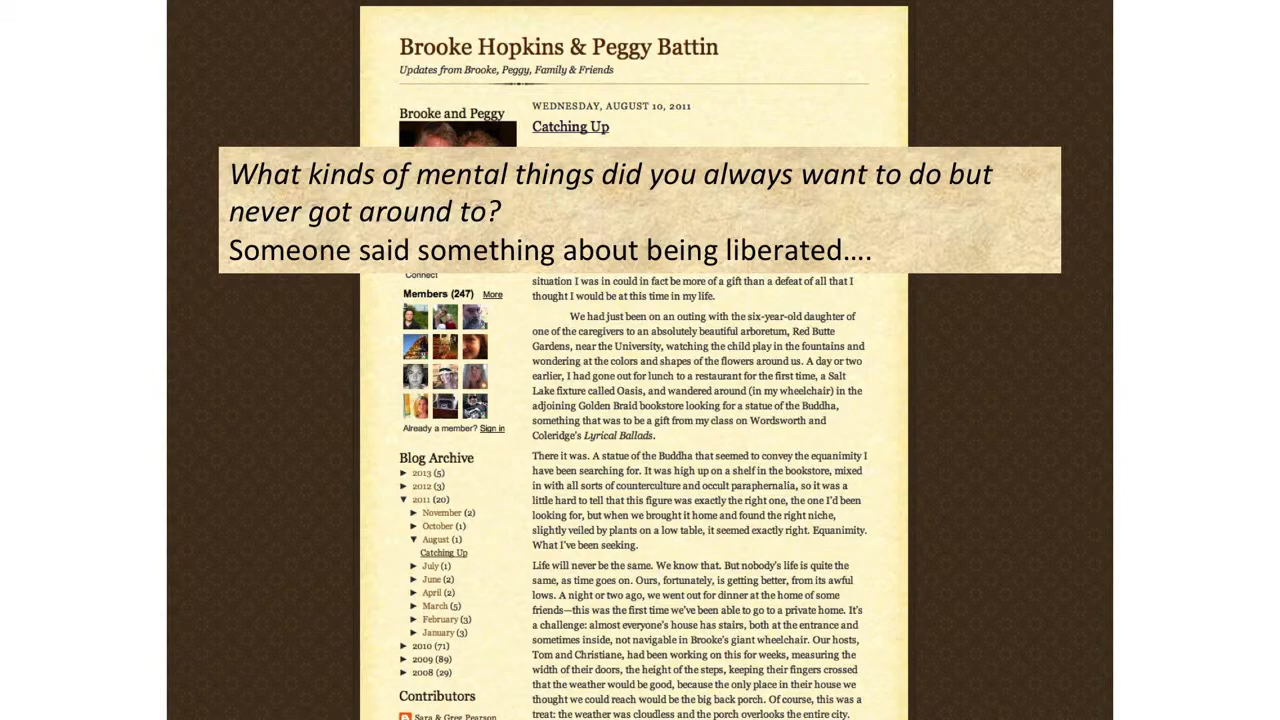 Brooke Hopkins & Peggy Battin
Updates from Brooke, Peggy, Family & Friends
Brooke and Peggy
WEDNESDAY, AUGUST 10, 2011
Catching Up
What kinds of mental things did you always want to do but
never got around to?
Someone said something about being liberated....
Connect
Members (247) More
Already a member? Sign in
Blog Archive
► 2013 (5)
► 2012 (3)
▼ 2011 (20)
► November (2)
► October (1)
▼ August (1)
Catching Up
► July (1)
► June (2)
► April (2)
► March (5)
► February (3)
► January (3)
► 2010 (71)
► 2009 (89)
► 2008 (29)
Contributors
Sara & Greg Pearson
situation I was in could in fact be more of a gift than a defeat of all that I
thought I would be at this time in my life.
We had just been on an outing with the six-year-old daughter of
one of the caregivers to an absolutely beautiful arboretum, Red Butte
Gardens, near the University, watching the child play in the fountains and
wondering at the colors and shapes of the flowers around us. A day or two
earlier, I had gone out for lunch to a restaurant for the first time, a Salt
Lake fixture called Oasis, and wandered around (in my wheelchair) in the
adjoining Golden Braid bookstore looking for a statue of the Buddha,
something that was to be a gift from my class on Wordsworth and
Coleridge's Lyrical Ballads.
There it was. A statue of the Buddha that seemed to convey the equanimity I
have been searching for. It was high up on a shelf in the bookstore, mixed
in with all sorts of counterculture and occult paraphernalia, so it was a
little hard to tell that this figure was exactly the right one, the one I'd been
looking for, but when we brought it home and found the right niche,
slightly veiled by plants on a low table, it seemed exactly right. Equanimity.
What I've been seeking.
Life will never be the same. We know that. But nobody's life is quite the
same, as time goes on. Ours, fortunately, is getting better, from its awful
lows. A night or two ago, we went out for dinner at the home of some
friends—this was the first time we've been able to go to a private home. It's
a challenge: almost everyone's house has stairs, both at the entrance and
sometimes inside, not navigable in Brooke's giant wheelchair. Our hosts,
Tom and Christiane, had been working on this for weeks, measuring the
width of their doors, the height of the steps, keeping their fingers crossed
that the weather would be good, because the only place in their house we
thought we could reach would be the big back porch. Of course, this was a
treat: the weather was cloudless and the porch overlooks the entire city.